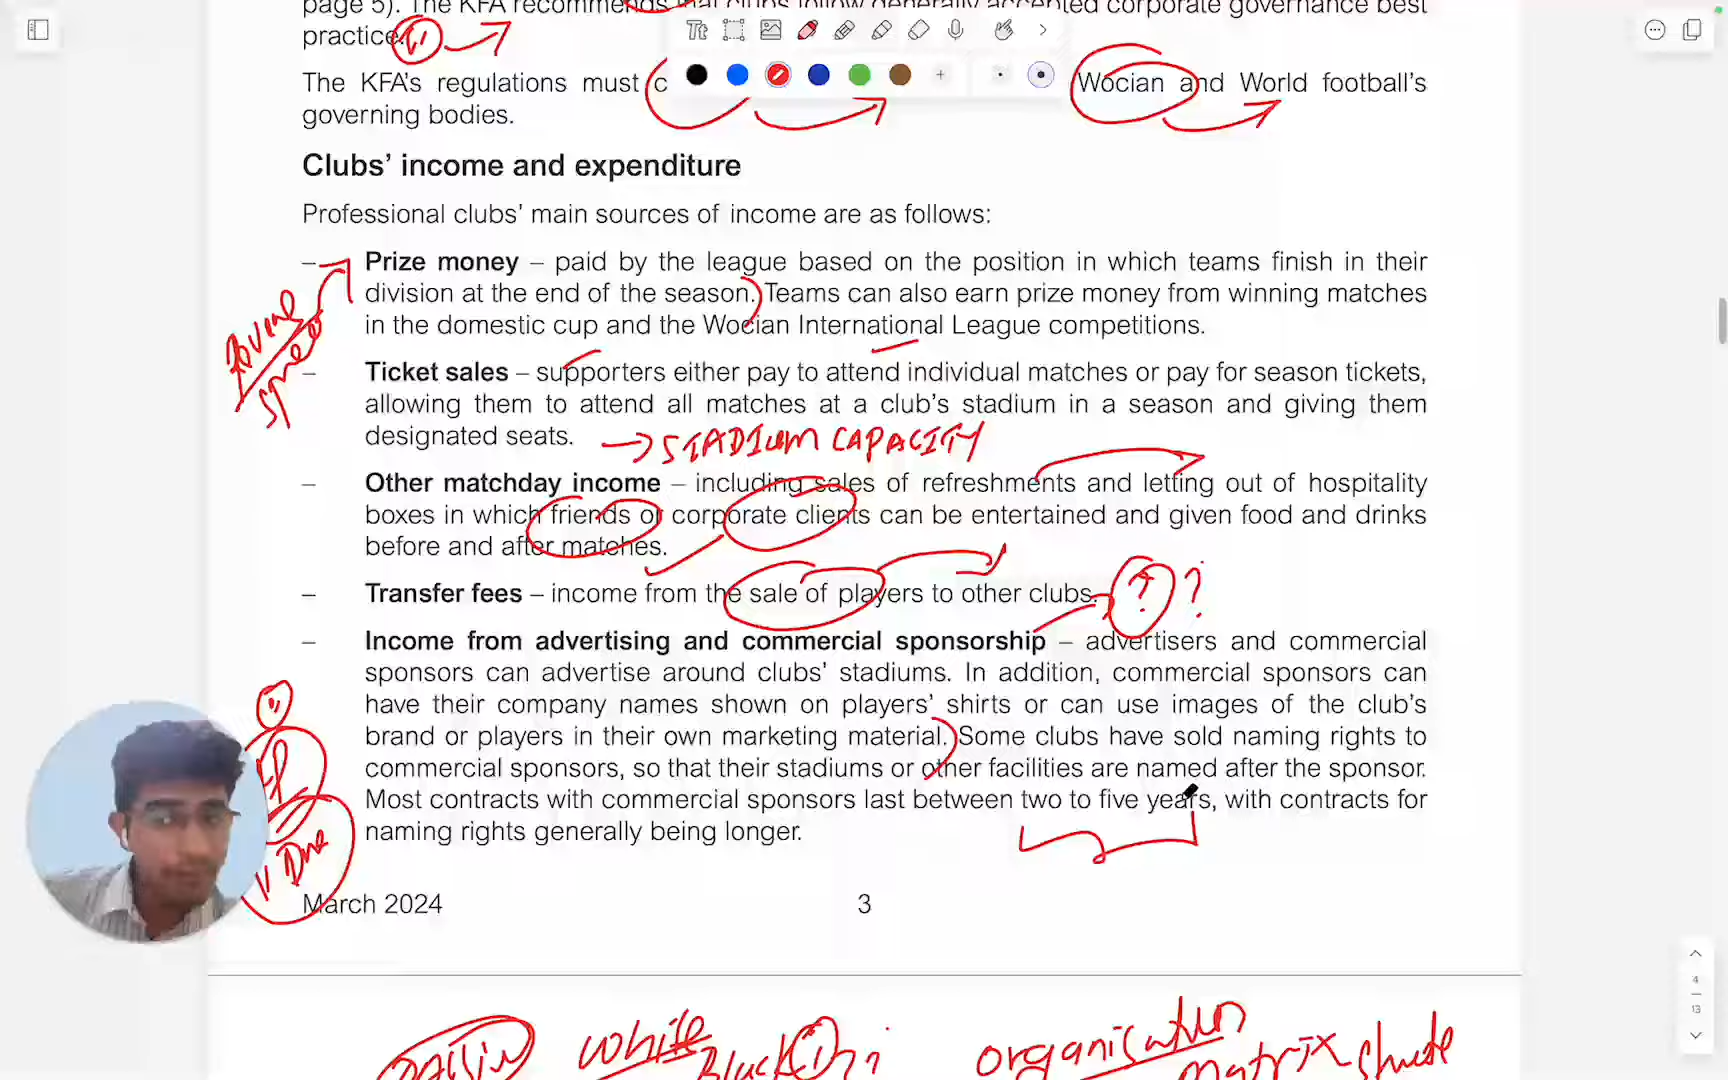 page 5). The KFA recommends that clubs follow generally accepted corporate governance best
practice.
The KFA's regulations must c Wocian and World football's
governing bodies.
Clubs' income and expenditure
Professional clubs' main sources of income are as follows:
– Prize money – paid by the league based on the position in which teams finish in their
division at the end of the season. Teams can also earn prize money from winning matches
in the domestic cup and the Wocian International League competitions.
– Ticket sales – supporters either pay to attend individual matches or pay for season tickets,
allowing them to attend all matches at a club's stadium in a season and giving them
designated seats. → STADIUM CAPACITY
– Other matchday income – including sales of refreshments and letting out of hospitality
boxes in which friends or corporate clients can be entertained and given food and drinks
before and after matches.
– Transfer fees – income from the sale of players to other clubs. ? ?
– Income from advertising and commercial sponsorship – advertisers and commercial
sponsors can advertise around clubs' stadiums. In addition, commercial sponsors can
have their company names shown on players' shirts or can use images of the club's
brand or players in their own marketing material. Some clubs have sold naming rights to
commercial sponsors, so that their stadiums or other facilities are named after the sponsor.
Most contracts with commercial sponsors last between two to five years, with contracts for
naming rights generally being longer.
March 2024 3
4
13
white organisation
Black matrix